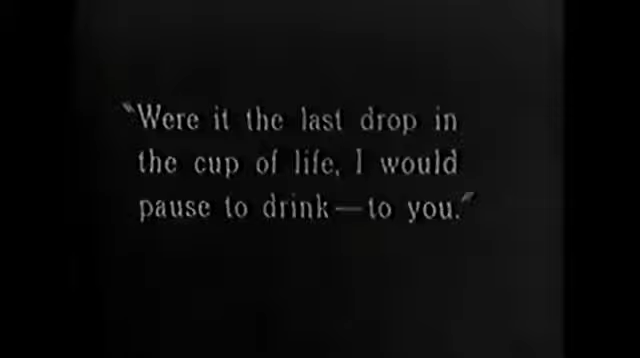 "Were it the last drop in
the cup of life, I would
pause to drink—to you."